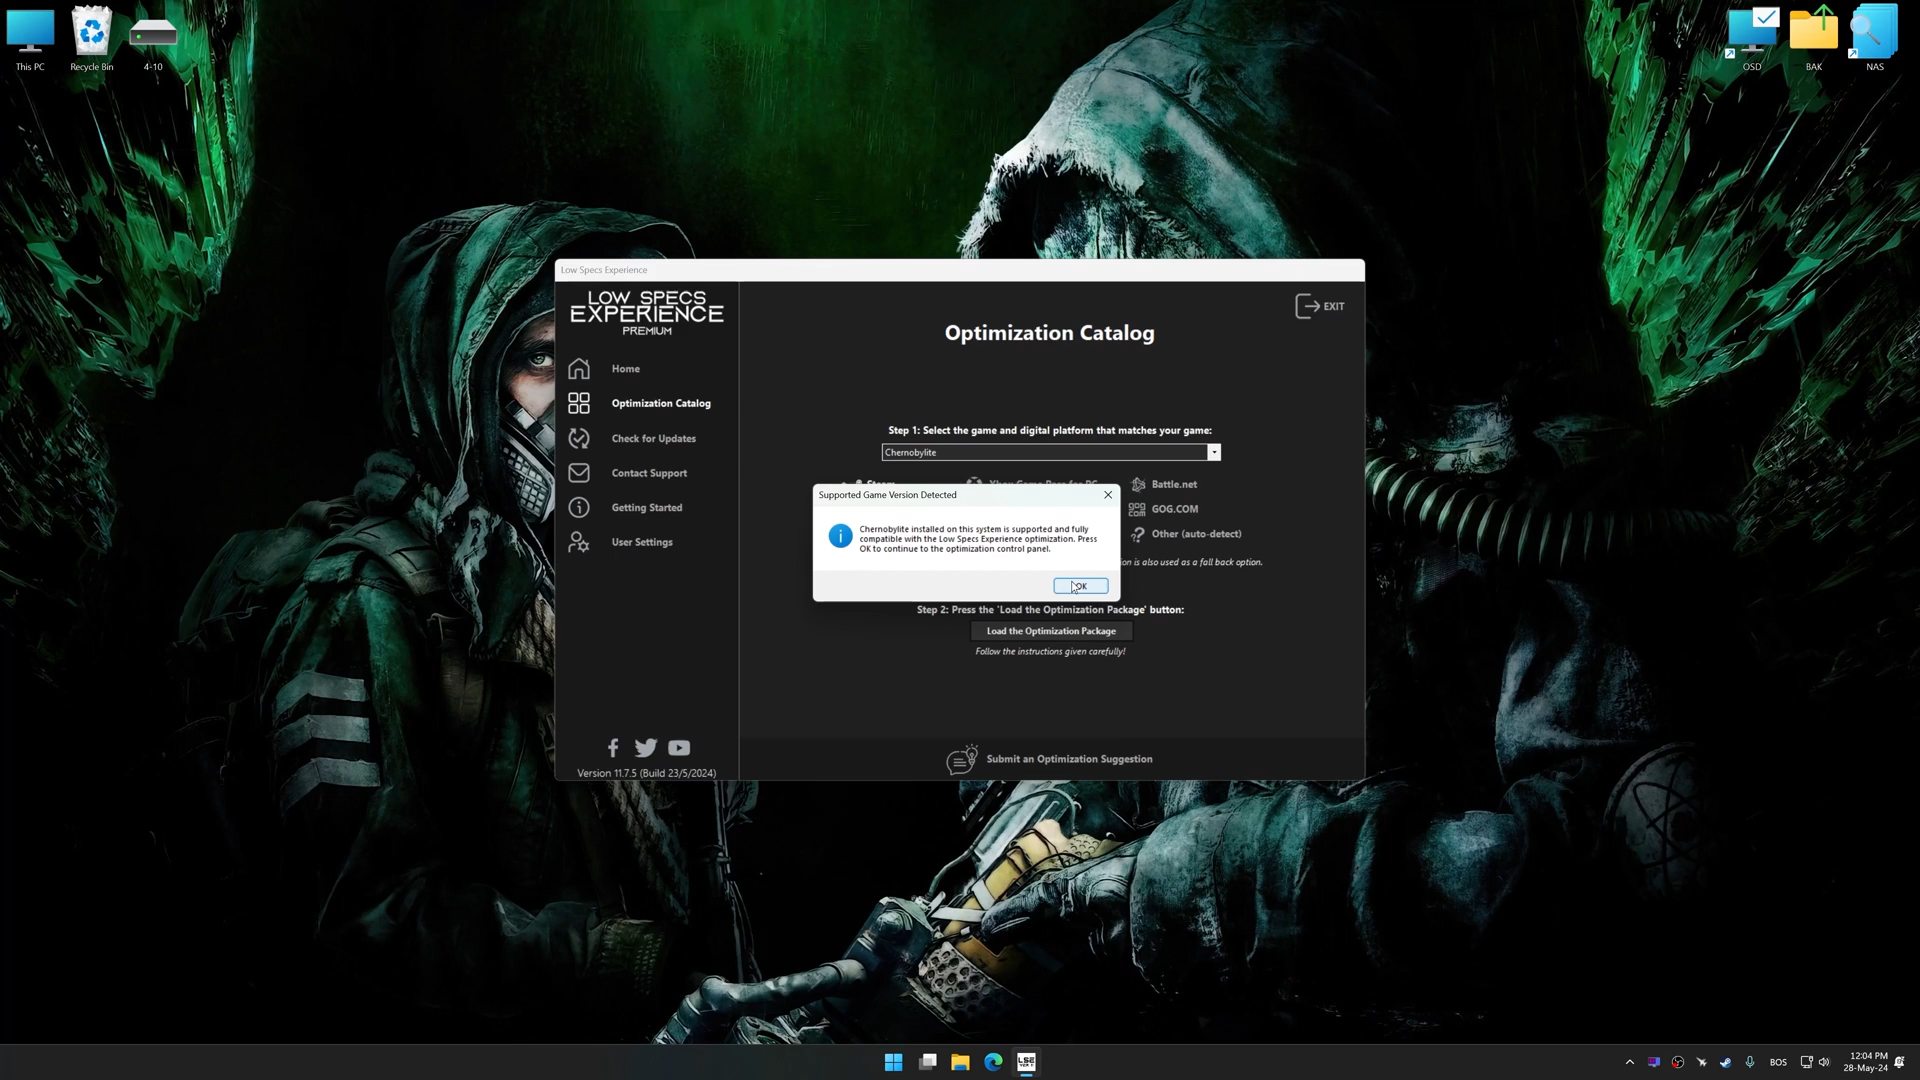 This PC
Recycle Bin
4-10
OSD
BAK
NAS
Low Specs Experience
LOW SPECS
EXPERIENCE
PREMIUM
Home
Optimization Catalog
Check for Updates
Contact Support
Getting Started
User Settings
Version 11.7.5 (Build 23/5/2024)
EXIT
Optimization Catalog
Step 1: Select the game and digital platform that matches your game:
Chernobylite
Battle.net
GOG.COM
Other (auto-detect)
ion is also used as a fall back option.
Supported Game Version Detected
Chernobylite installed on this system is supported and fully
compatible with the Low Specs Experience optimization. Press
OK to continue to the optimization control panel.
OK
Step 2: Press the 'Load the Optimization Package' button:
Load the Optimization Package
Follow the instructions given carefully!
Submit an Optimization Suggestion
LSE
BOS
12:04 PM
28-May-24